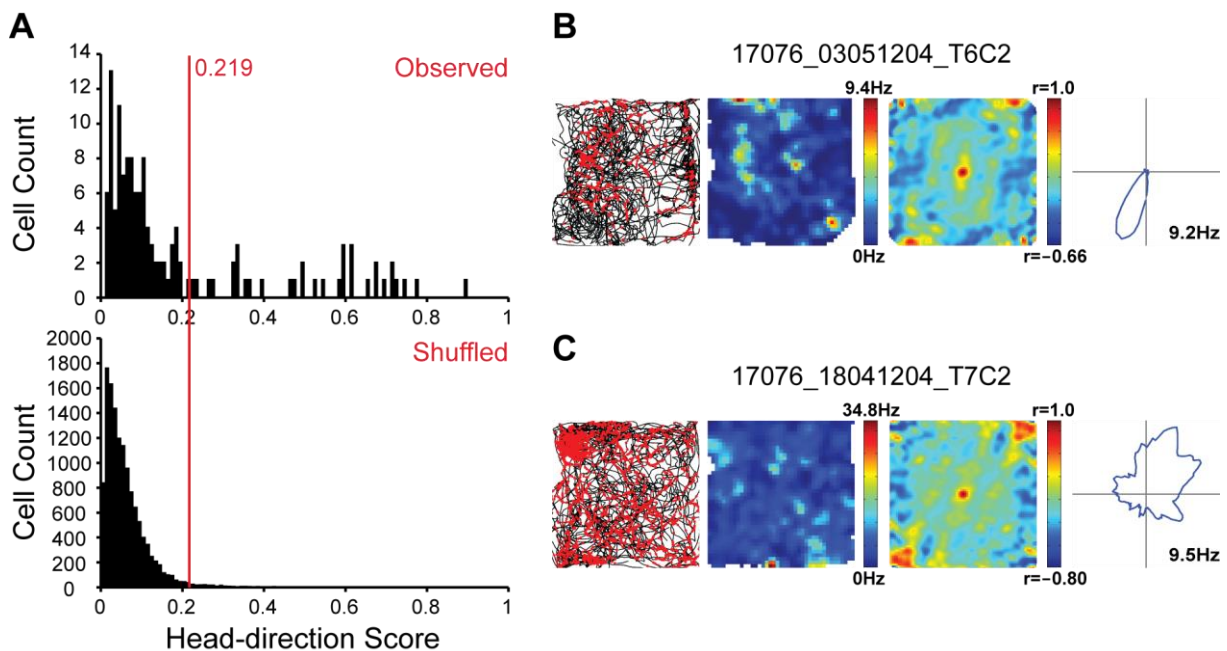 A
14
12
10
8
6
4
2
0
Cell Count
0.219
Observed
0 0.2 0.4 0.6 0.8 1
2000
1800
1600
1400
1200
1000
800
600
400
200
0
Cell Count
Shuffled
0 0.2 0.4 0.6 0.8 1
Head-direction Score
B
17076_03051204_T6C2
9.4Hz
0Hz
r=1.0
r=−0.66
9.2Hz
C
17076_18041204_T7C2
34.8Hz
0Hz
r=1.0
r=−0.80
9.5Hz